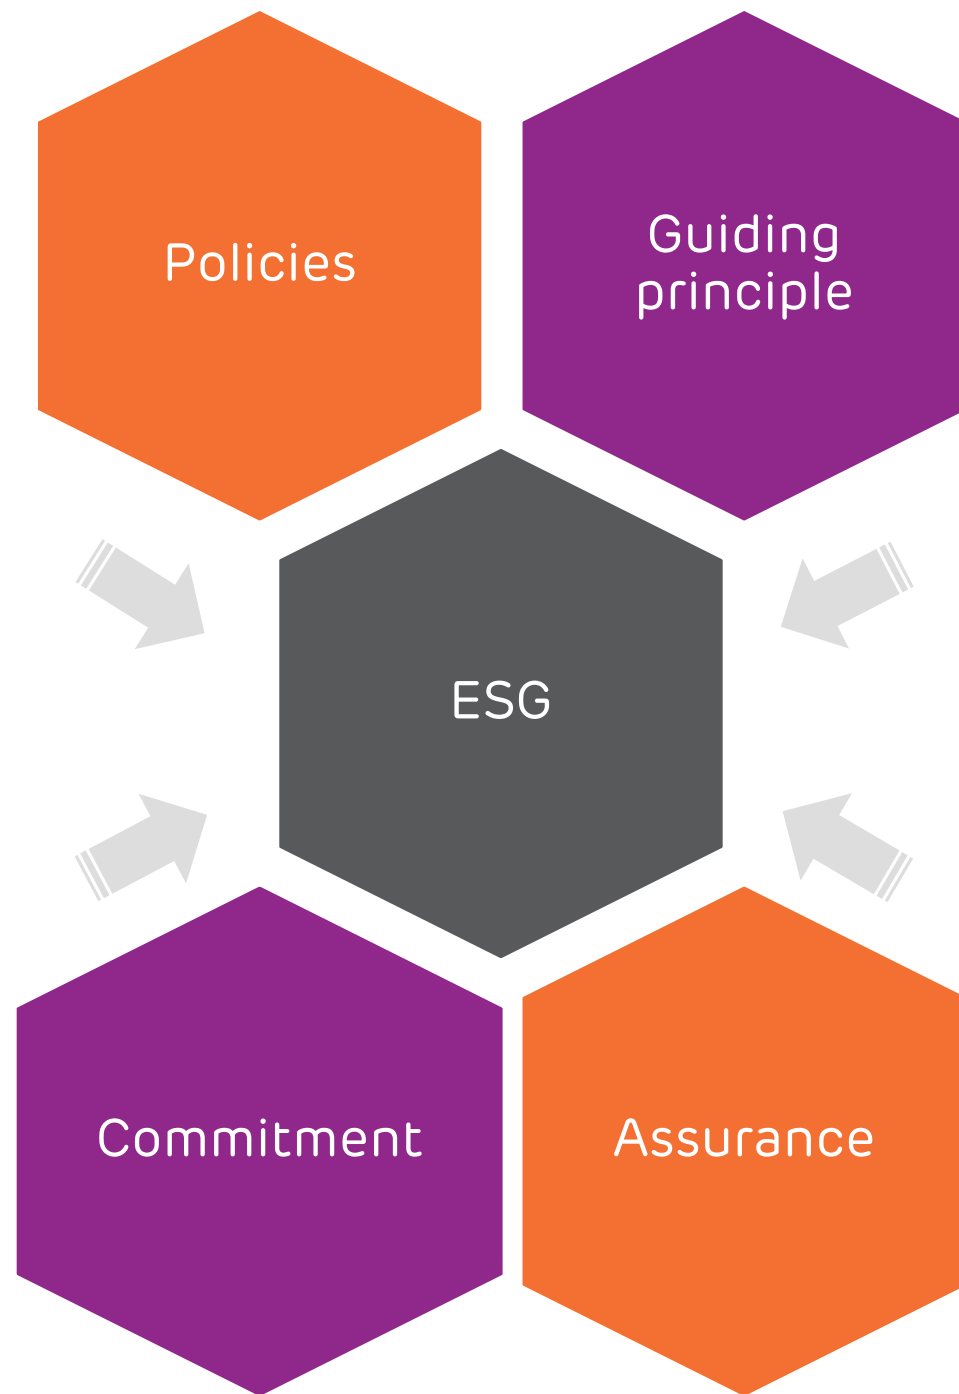 Policies
Guiding
principle
ESG
Commitment
Assurance